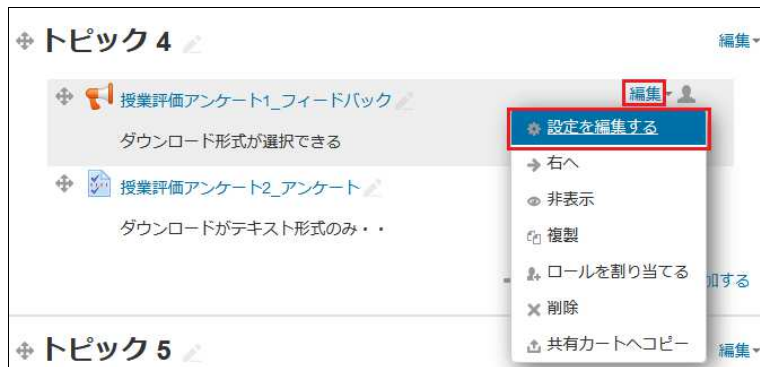 トピック 4
編集
授業評価アンケート1_フィードバック
編集
ダウンロード形式が選択できる
設定を編集する
右へ
授業評価アンケート2_アンケート
非表示
ダウンロードがテキスト形式のみ・・
複製
ロールを割り当てる
加する
削除
トピック 5
共有カートへコピー
編集